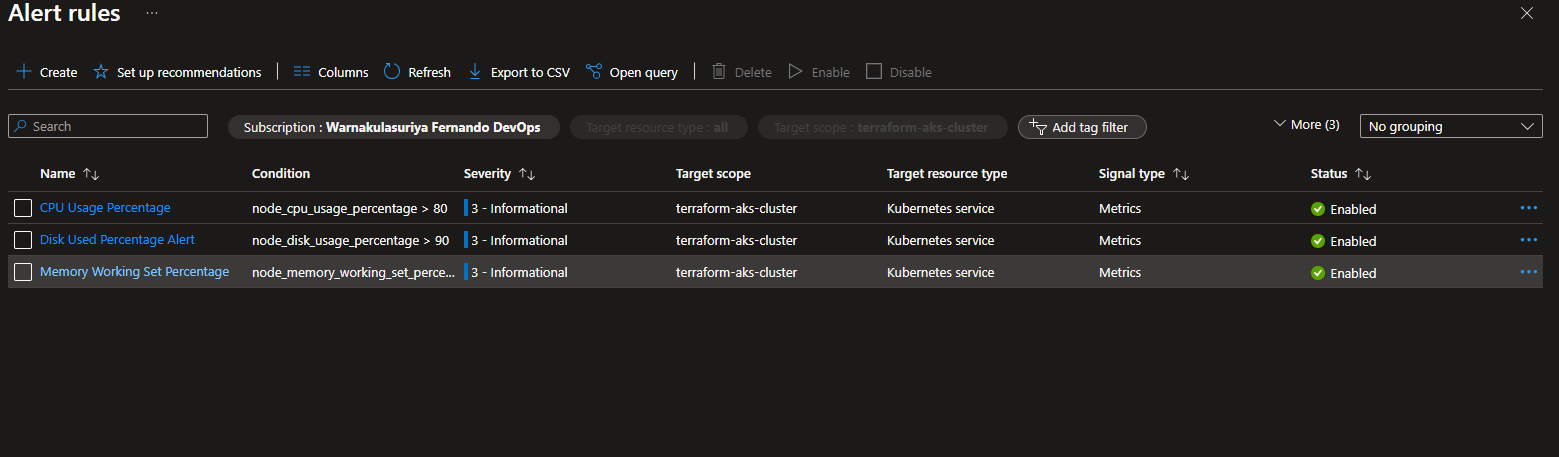 Alert rules ...
Create Set up recommendations Columns Refresh Export to CSV Open query Delete Enable Disable
Search Subscription : Warnakulasuriya Fernando DevOps Target resource type : all Target scope : terraform-aks-cluster Add tag filter More (3) No grouping
Name Condition Severity Target scope Target resource type Signal type Status
CPU Usage Percentage node_cpu_usage_percentage > 80 3 - Informational terraform-aks-cluster Kubernetes service Metrics Enabled ...
Disk Used Percentage Alert node_disk_usage_percentage > 90 3 - Informational terraform-aks-cluster Kubernetes service Metrics Enabled ...
Memory Working Set Percentage node_memory_working_set_perce... 3 - Informational terraform-aks-cluster Kubernetes service Metrics Enabled ...